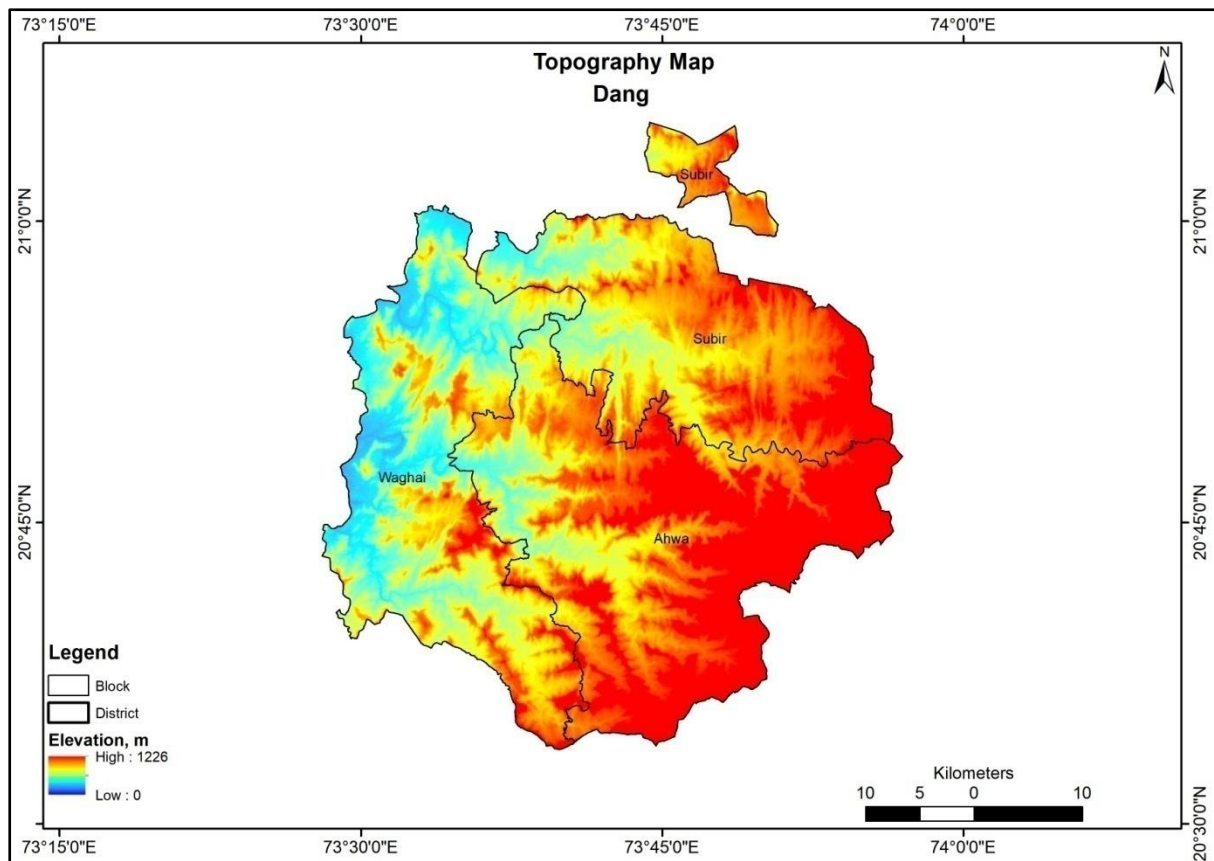 73°15'0"E 73°30'0"E 73°45'0"E 74°0'0"E
Topography Map
Dang
N
Subir
21°0'0"N 21°0'0"N
Subir
Waghai
20°45'0"N 20°45'0"N
Ahwa
Legend
Block
District
Elevation, m
High : 1226
Low : 0
Kilometers
10 5 0 10
20°30'0"N
73°15'0"E 73°30'0"E 73°45'0"E 74°0'0"E